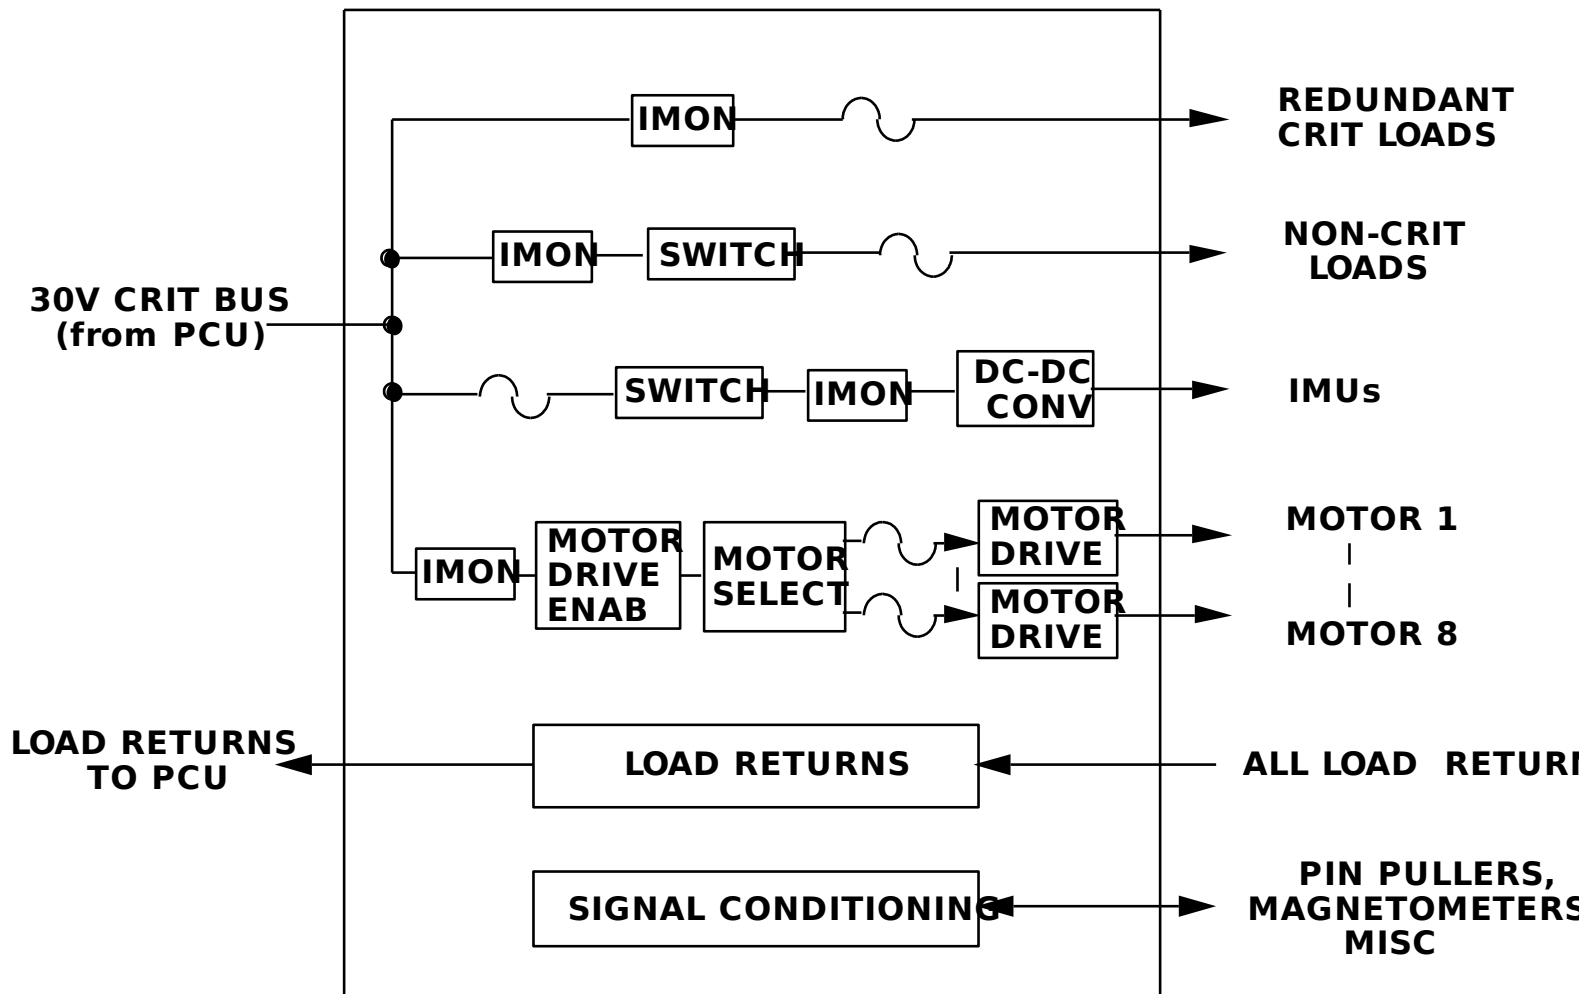 IMON
REDUNDANT
CRIT LOADS
IMON
SWITCH
NON-CRIT
LOADS
30V CRIT BUS
(from PCU)
SWITCH
IMON
DC-DC
CONV
IMUs
IMON
MOTOR
DRIVE
ENAB
MOTOR
SELECT
MOTOR
DRIVE
MOTOR 1
MOTOR
DRIVE
MOTOR 8
LOAD RETURNS
TO PCU
LOAD RETURNS
ALL LOAD RETURN
SIGNAL CONDITIONING
PIN PULLERS,
MAGNETOMETERS
MISC